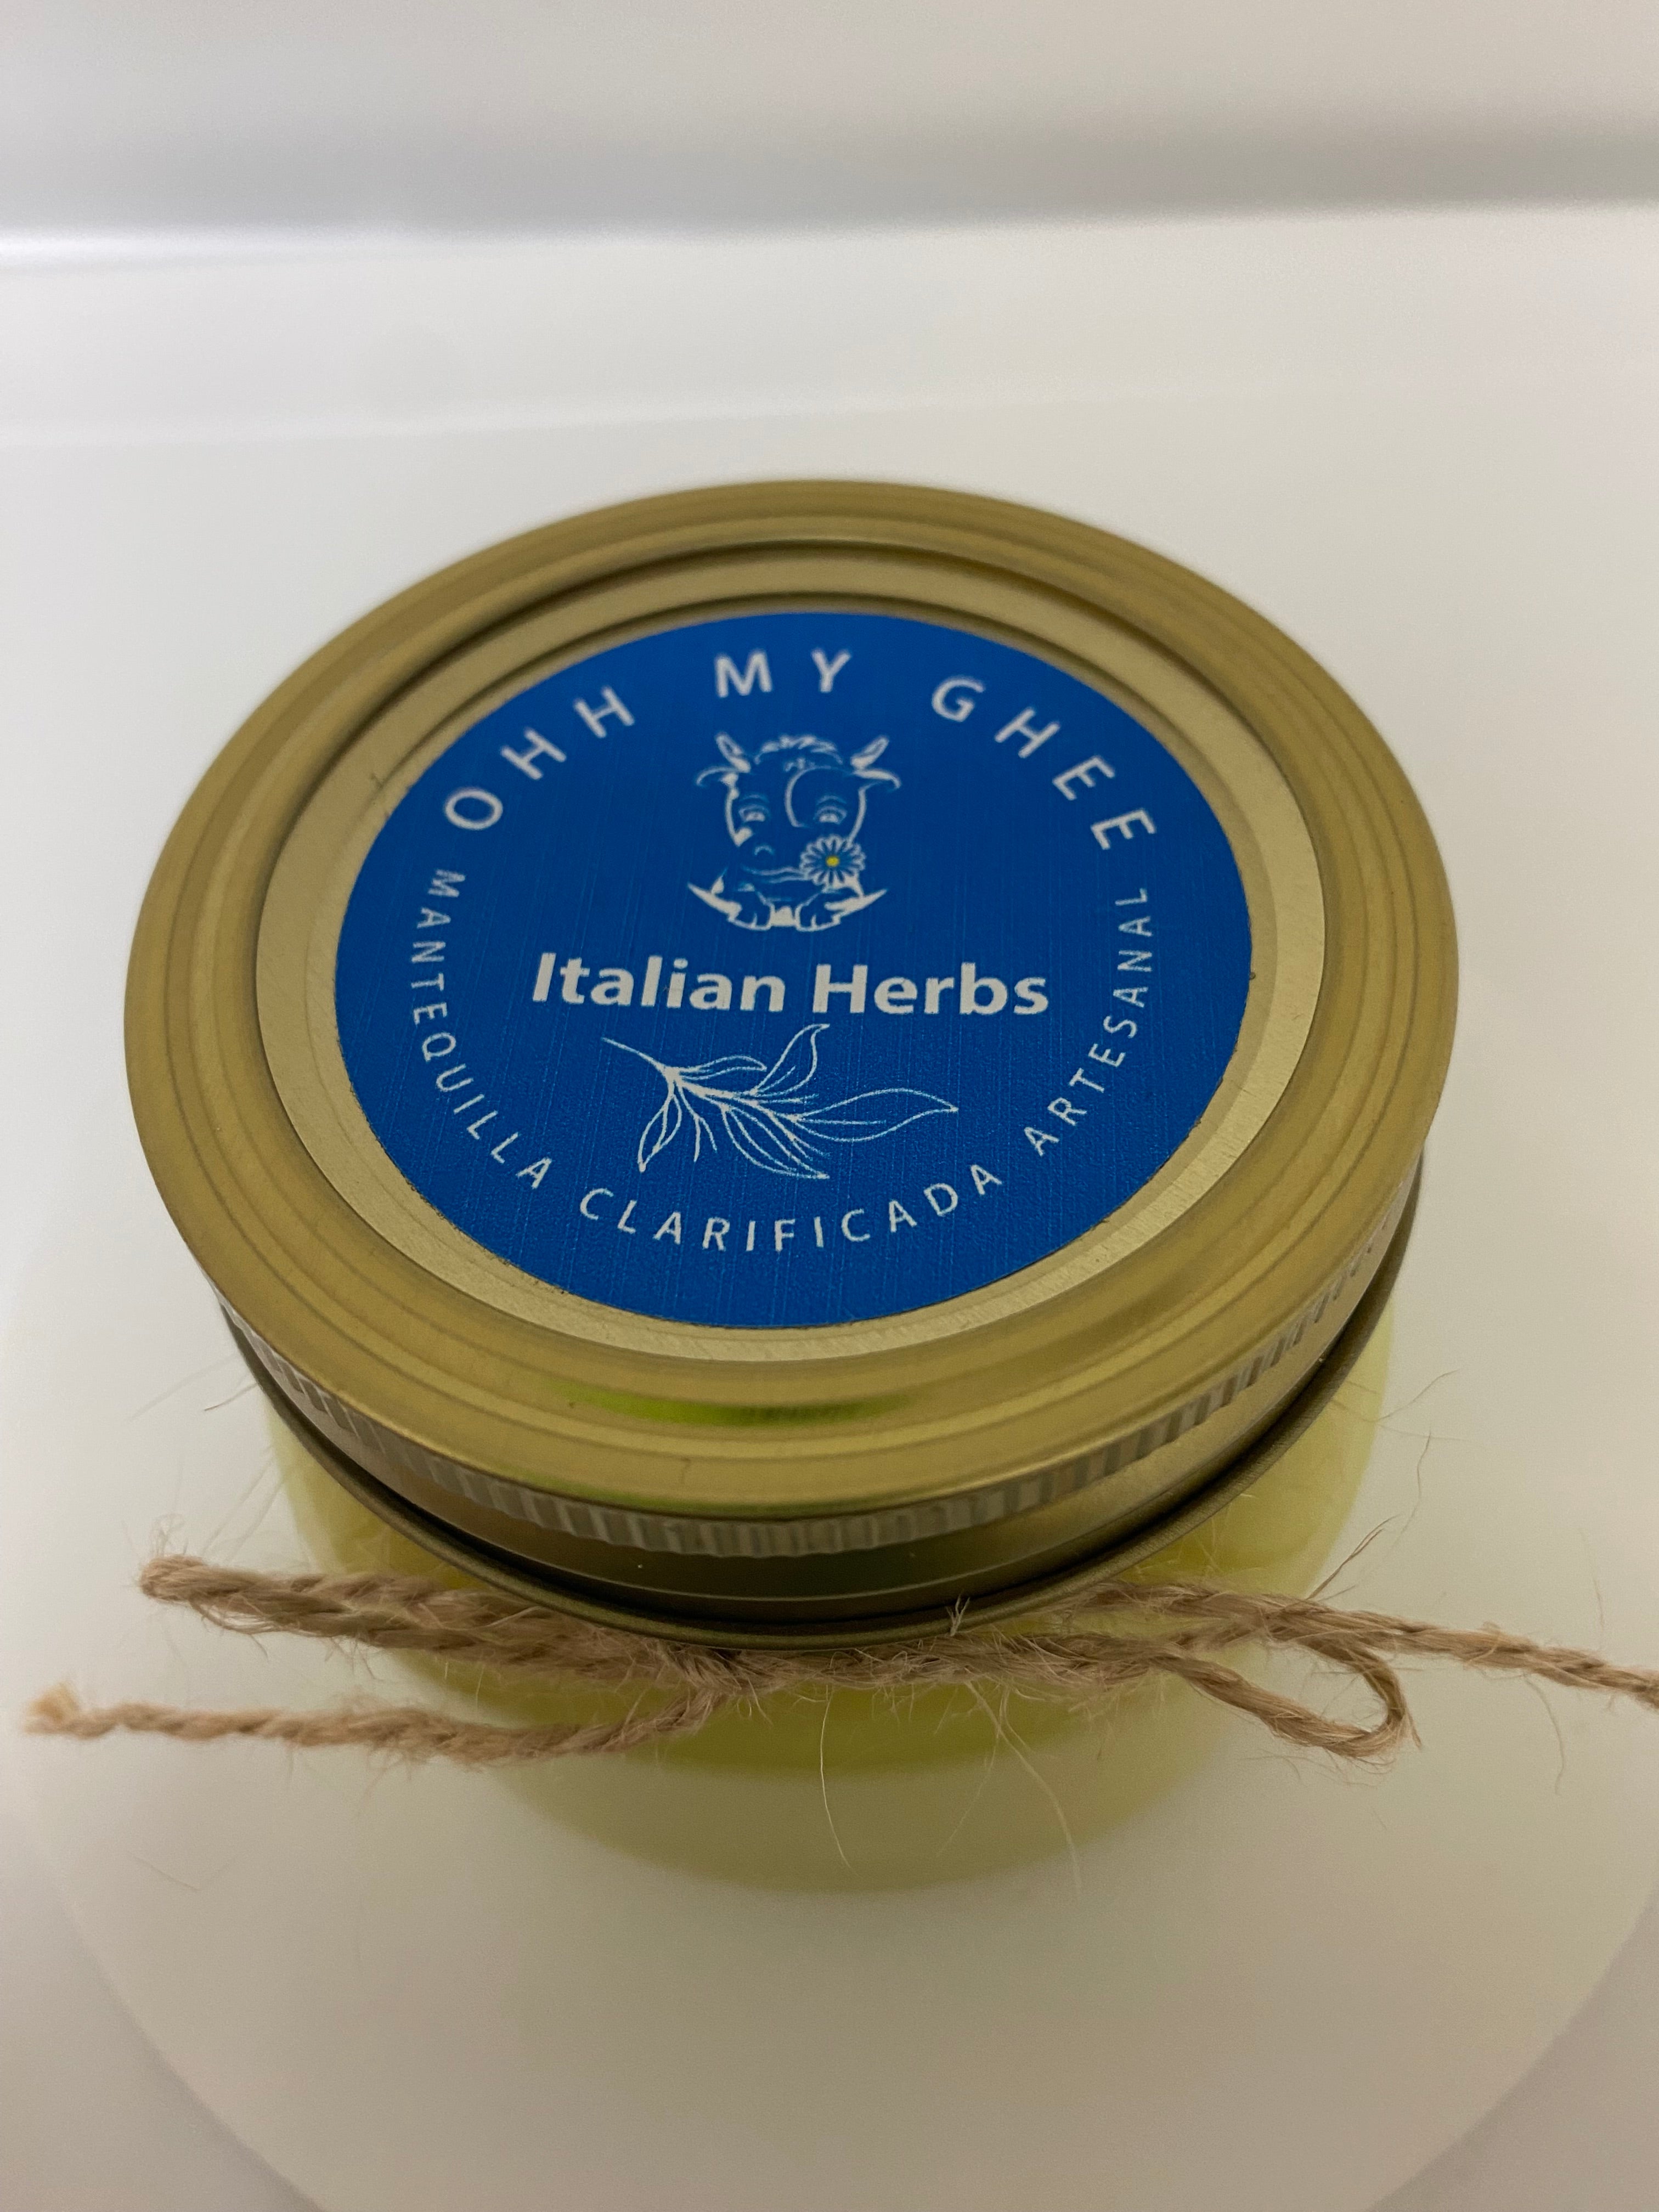 OHH MY GHEE
Italian Herbs
MANTEQUILLA CLARIFICADA ARTESANAL